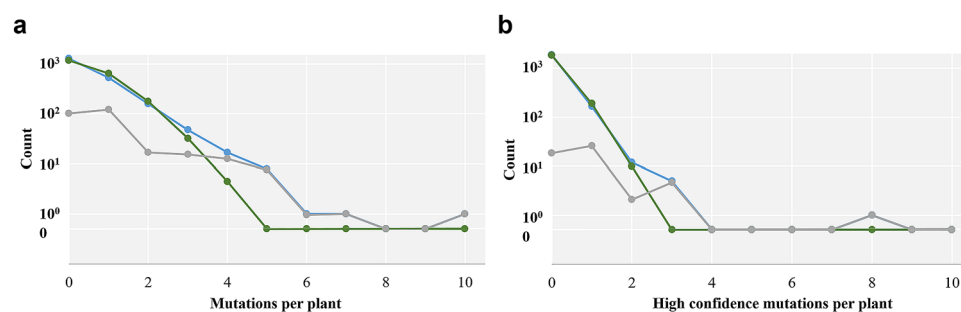 a
10³
10²
10¹
10⁰
0
Count
0 2 4 6 8 10
Mutations per plant
b
10³
10²
10¹
10⁰
0
Count
0 2 4 6 8 10
High confidence mutations per plant